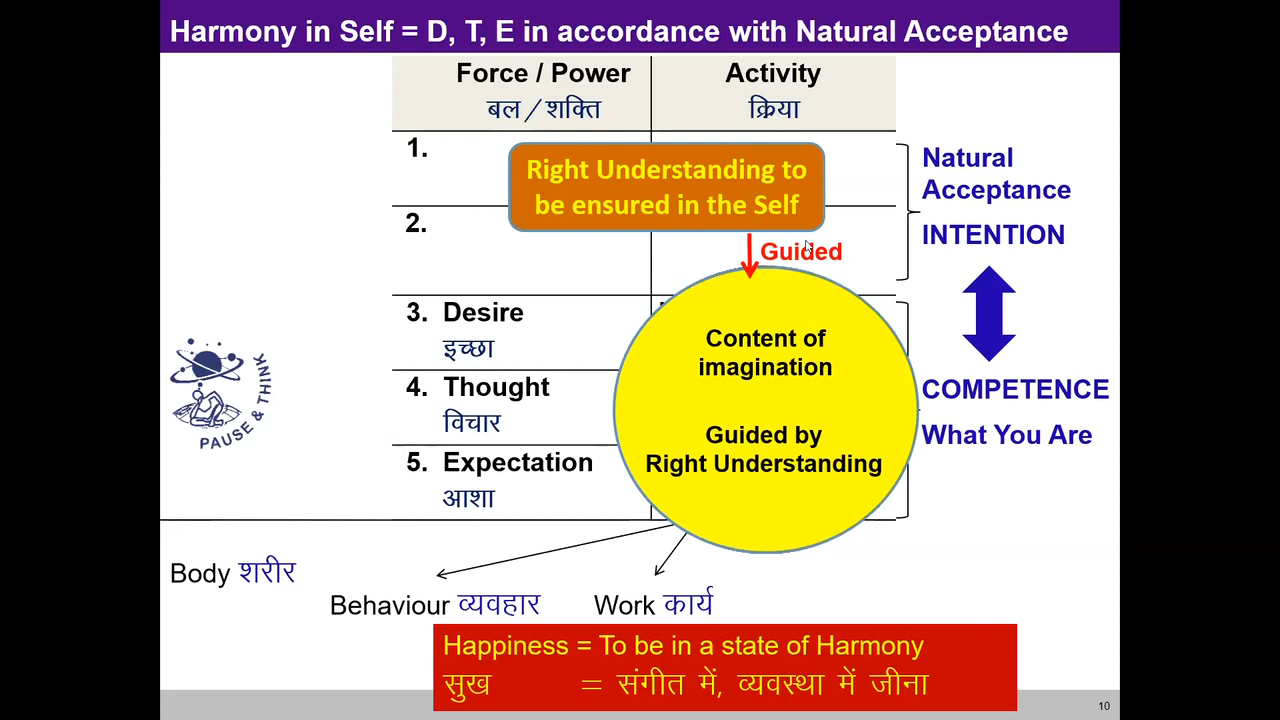 Harmony in Self = D, T, E in accordance with Natural Acceptance
Force / Power
Activity
बल / शक्ति
क्रिया
1.
Right Understanding to
be ensured in the Self
Natural
Acceptance
INTENTION
2.
Guided
3. Desire
इच्छा
4. Thought
विचार
5. Expectation
आशा
Content of
imagination
Guided by
Right Understanding
COMPETENCE
What You Are
PAUSE & THINK
Body शरीर
Behaviour व्यवहार
Work कार्य
Happiness = To be in a state of Harmony
सुख = संगीत में, व्यवस्था में जीना
10